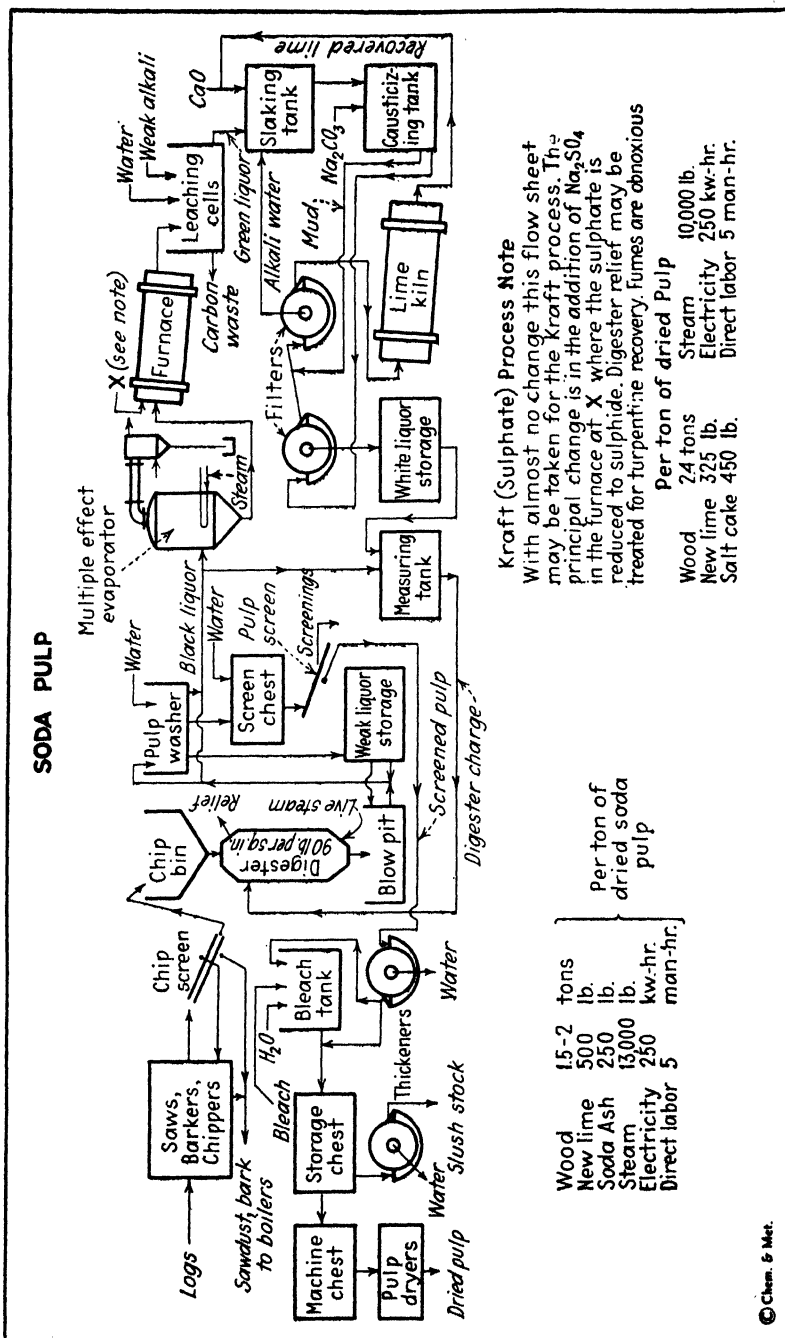 SODA PULP
Logs
Saws,
Barkers,
Chippers
Sawdust, bark
to boilers
Chip
screen
Chip
bin
Relief
Digester
90 lb. per sq. in.
Live steam
Blow pit
Water
Pulp
washer
Black liquor
Water
Screen
chest
Pulp
screen
Screenings
Weak liquor
storage
Screened pulp
Digester charge
Multiple effect
evaporator
Steam
X (see note)
Furnace
Water
Weak alkali
Leaching
cells
Carbon
waste
Green liquor
CaO
Recovered lime
Slaking
tank
Alkali water
Na2CO3
Causticiz-
ing tank
Mud
Filters
Lime
kiln
White liquor
storage
Measuring
tank
H2O
Bleach
Bleach
tank
Thickeners
Water
Storage
chest
Water
Slush stock
Machine
chest
Pulp
dryers
Dried pulp
Wood 1.5-2 tons
New lime 500 lb.
Soda Ash 250 lb.
Steam 13,000 lb.
Electricity 250 kw.-hr.
Direct labor 5 man-hr.
Per ton of
dried soda
pulp
Kraft (Sulphate) Process Note
With almost no change this flow sheet
may be taken for the Kraft process. The
principal change is in the addition of Na2SO4
in the furnace at X where the sulphate is
reduced to sulphide. Digester relief may be
treated for turpentine recovery. Fumes are obnoxious
Per ton of dried Pulp
Wood 2.4 tons Steam 10,000 lb.
New lime 325 lb. Electricity 250 kw.-hr.
Salt cake 450 lb. Direct labor 5 man-hr.
© Chem. & Met.